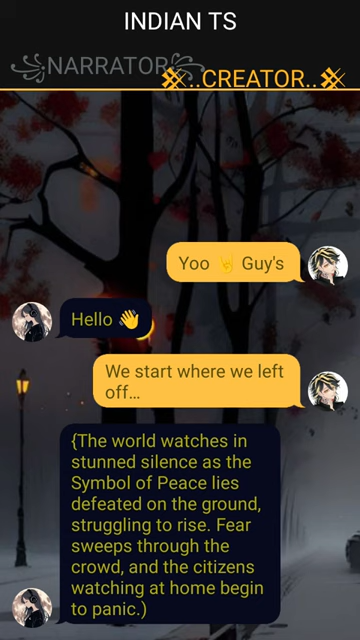 INDIAN TS
NARRATOR
..CREATOR..
Yoo 🤘 Guy's
Hello 👋
We start where we left
off...
{The world watches in
stunned silence as the
Symbol of Peace lies
defeated on the ground,
struggling to rise. Fear
sweeps through the
crowd, and the citizens
watching at home begin
to panic.)